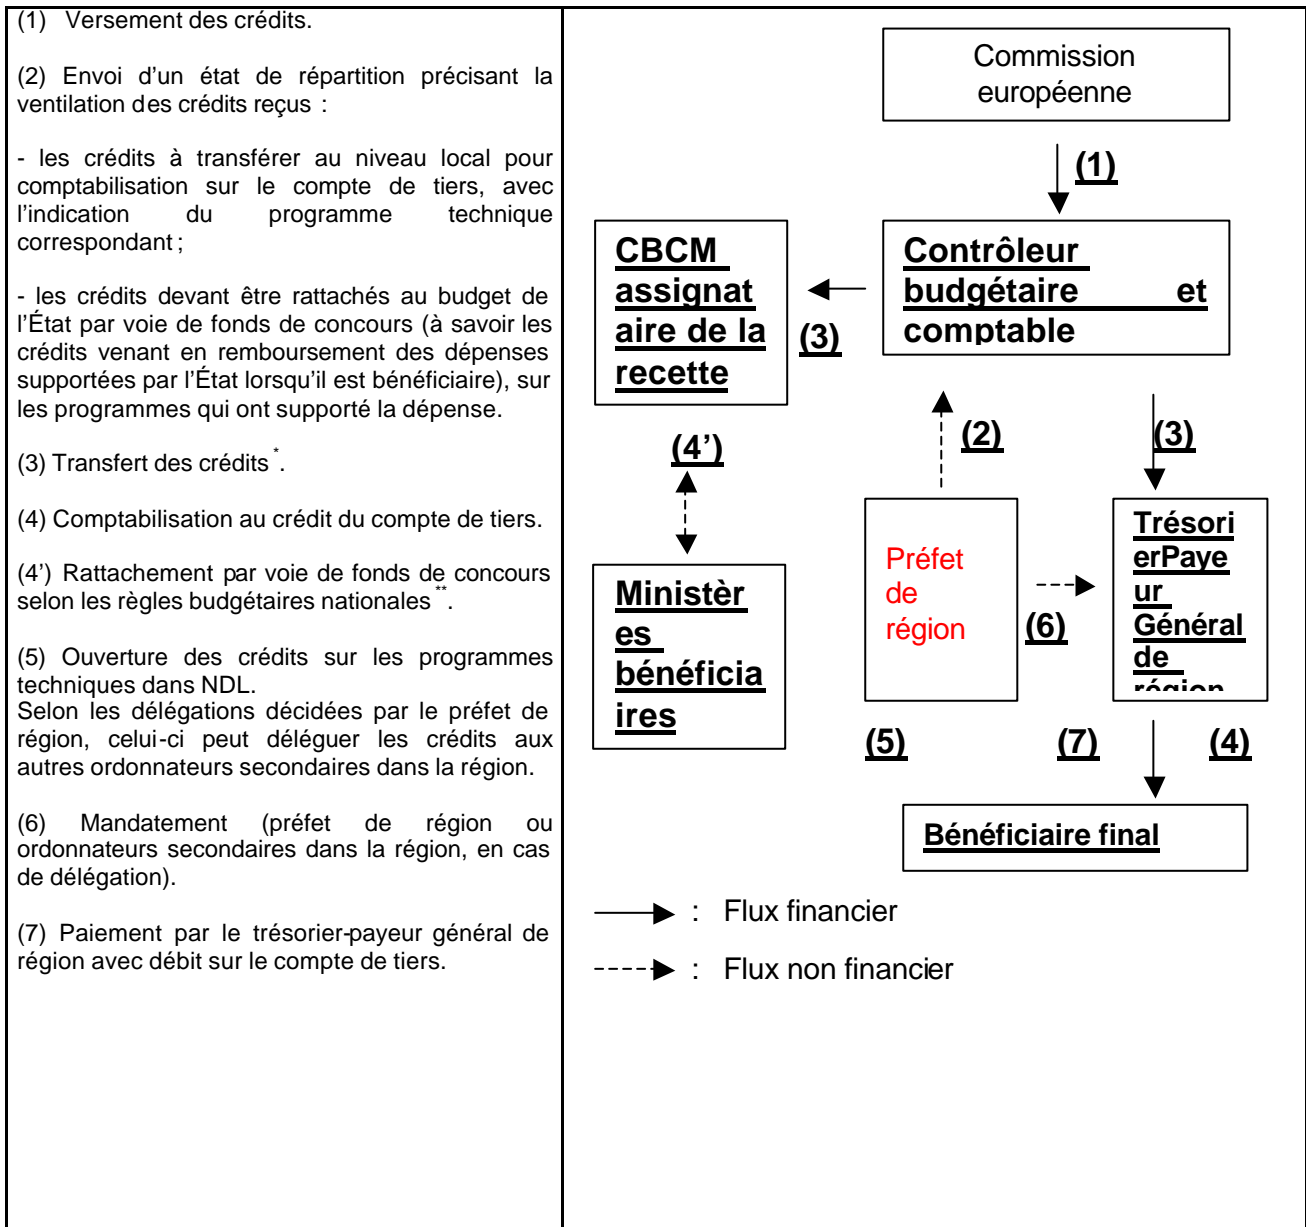 (1) Versement des crédits.
(2) Envoi d’un état de répartition précisant la
ventilation des crédits reçus :
- les crédits à transférer au niveau local pour
comptabilisation sur le compte de tiers, avec
l’indication du programme technique
correspondant ;
- les crédits devant être rattachés au budget de
l’État par voie de fonds de concours (à savoir les
crédits venant en remboursement des dépenses
supportées par l’État lorsqu’il est bénéficiaire), sur
les programmes qui ont supporté la dépense.
(3) Transfert des crédits *.
(4) Comptabilisation au crédit du compte de tiers.
(4’) Rattachement par voie de fonds de concours
selon les règles budgétaires nationales **.
(5) Ouverture des crédits sur les programmes
techniques dans NDL.
Selon les délégations décidées par le préfet de
région, celui-ci peut déléguer les crédits aux
autres ordonnateurs secondaires dans la région.
(6) Mandatement (préfet de région ou
ordonnateurs secondaires dans la région, en cas
de délégation).
(7) Paiement par le trésorier-payeur général de
région avec débit sur le compte de tiers.
Commission
européenne
(1)
CBCM
assignat
aire de la
recette
(3)
Contrôleur
budgétaire et
comptable
(4’)
(2)
(3)
Ministèr
es
bénéficia
ires
Préfet
de
région
(6)
Trésori
erPaye
ur
Général
de
région
(5)
(7)
(4)
Bénéficiaire final
: Flux financier
: Flux non financier